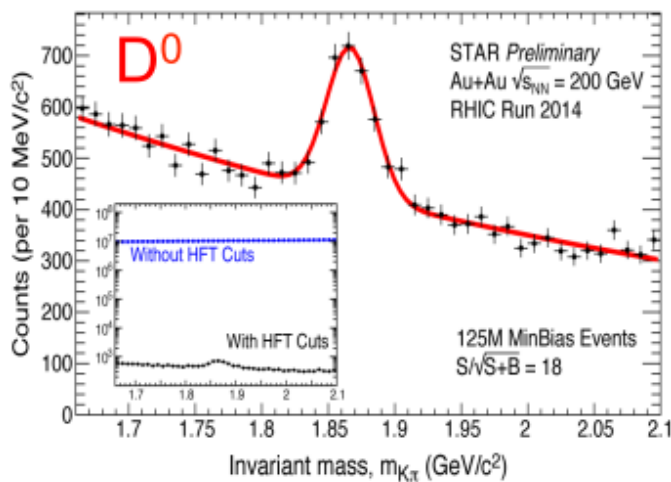 D⁰
STAR Preliminary
Au+Au √sNN = 200 GeV
RHIC Run 2014
Counts (per 10 MeV/c²)
700
600
500
400
300
200
100
0
10⁸
10⁷
10⁶
10⁵
10⁴
10³
Without HFT Cuts
With HFT Cuts
1.7 1.8 1.9 2 2.1
125M MinBias Events
S/√S+B = 18
1.7 1.75 1.8 1.85 1.9 1.95 2 2.05 2.1
Invariant mass, mKπ (GeV/c²)